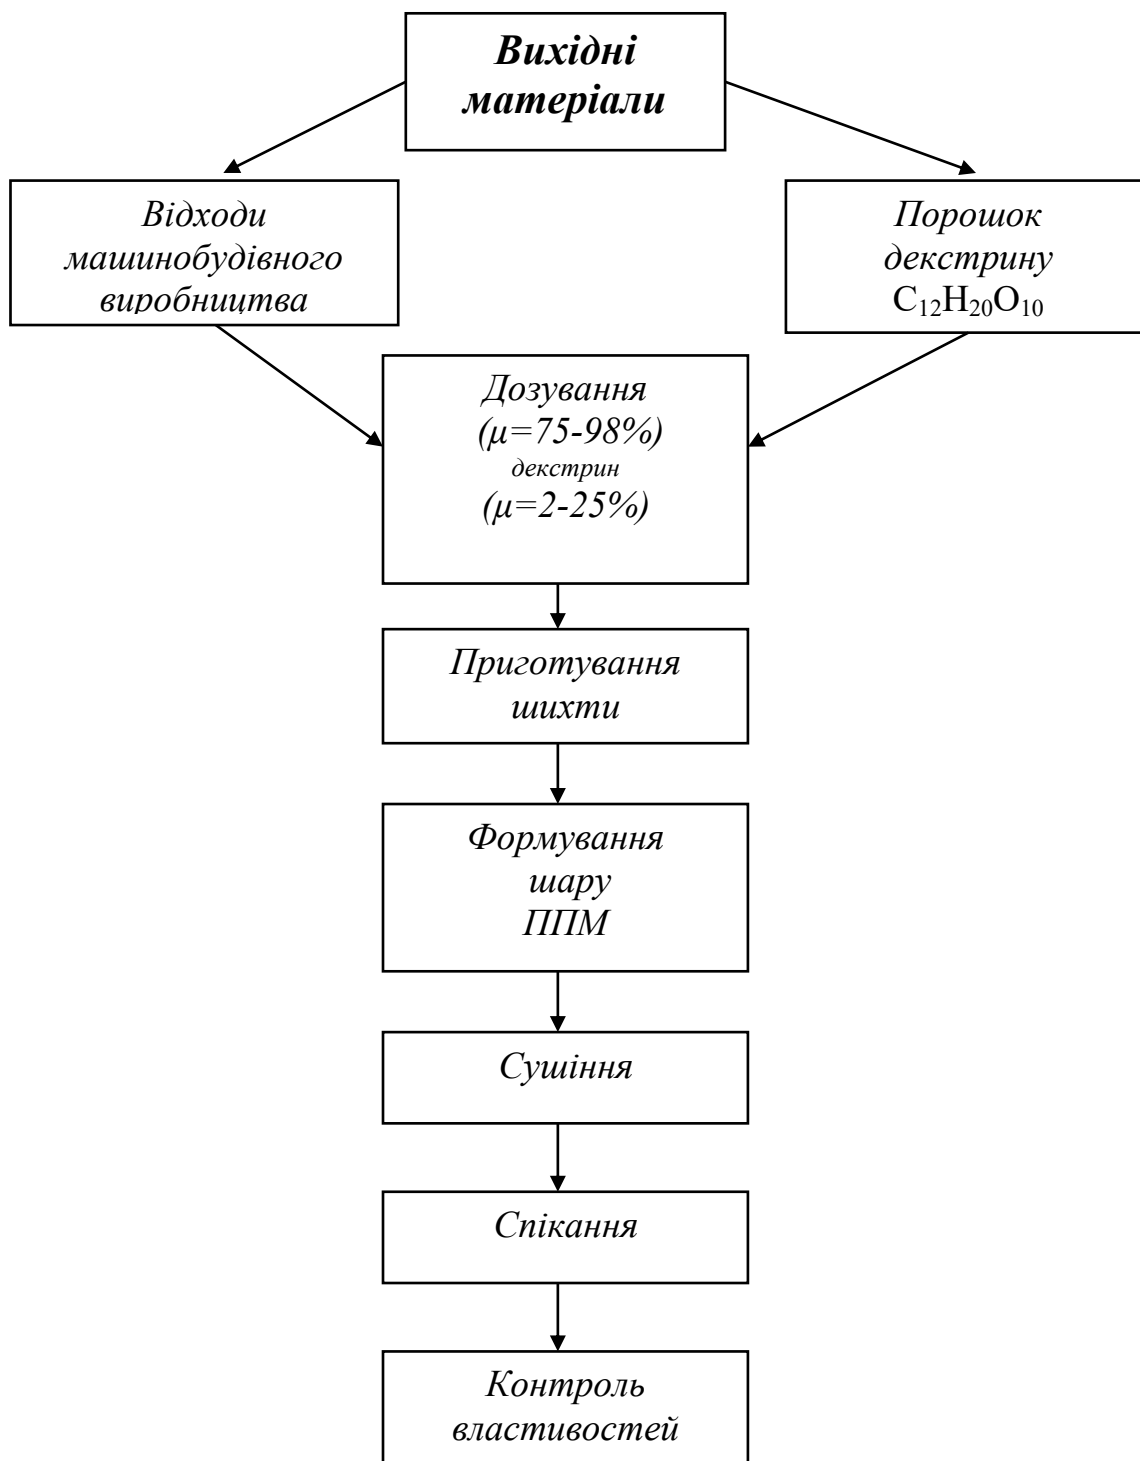 Вихідні
матеріали
Відходи
машинобудівного
виробництва
Порошок
декстрину
C₁₂H₂₀O₁₀
Дозування
(μ=75-98%)
декстрин
(μ=2-25%)
Приготування
шихти
Формування
шару
ППМ
Сушіння
Спікання
Контроль
властивостей